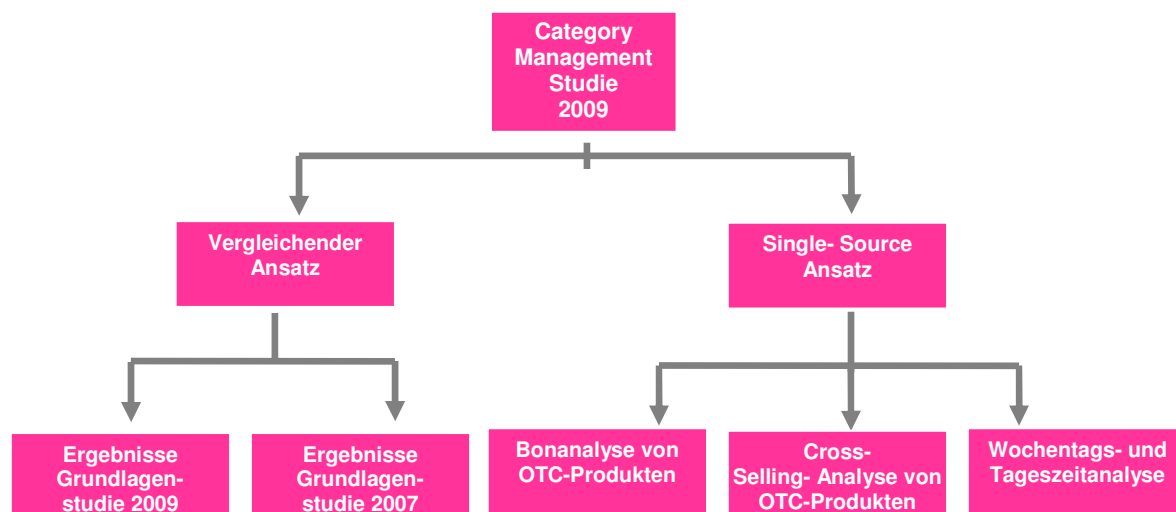 Category
Management
Studie
2009
Vergleichender
Ansatz
Single- Source
Ansatz
Ergebnisse
Grundlagen-
studie 2009
Ergebnisse
Grundlagen-
studie 2007
Bonanalyse von
OTC-Produkten
Cross-
Selling- Analyse von
OTC-Produkten
Wochentags- und
Tageszeitanalyse